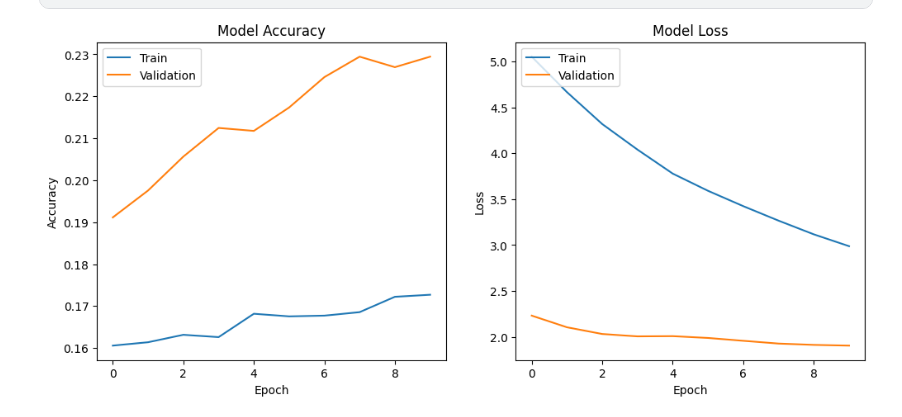 Model Accuracy
Train
Validation
0.23
0.22
0.21
0.20
0.19
0.18
0.17
0.16
Accuracy
0 2 4 6 8
Epoch
Model Loss
Train
Validation
5.0
4.5
4.0
3.5
3.0
2.5
2.0
Loss
0 2 4 6 8
Epoch